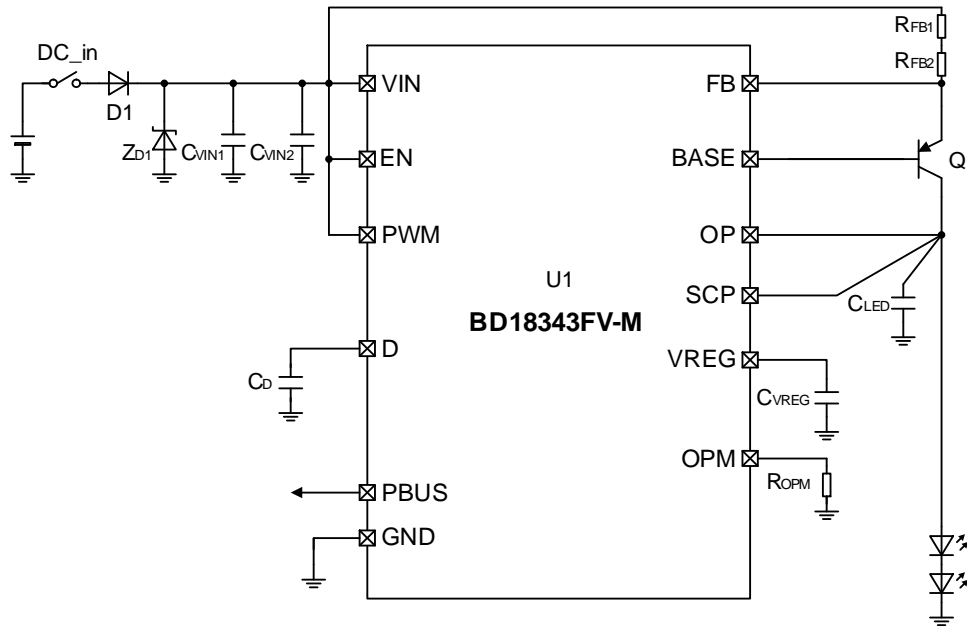 RFB1
DC_in
RFB2
VIN
FB
D1
ZD1
CVIN1
CVIN2
EN
BASE
Q
PWM
OP
U1
SCP
BD18343FV-M
CLED
D
VREG
CD
CVREG
OPM
ROPM
PBUS
GND